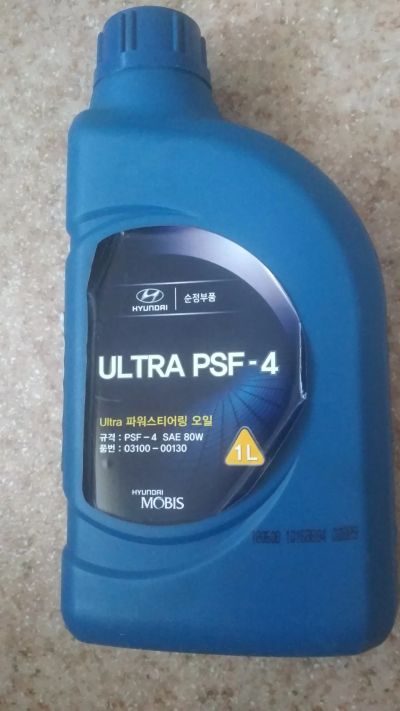 HYUNDAI 순정부품
ULTRA PSF-4
Ultra 파워스티어링 오일
규격 : PSF - 4 SAE 80W
품번 : 03100 - 00130
1L
HYUNDAI
MOBIS